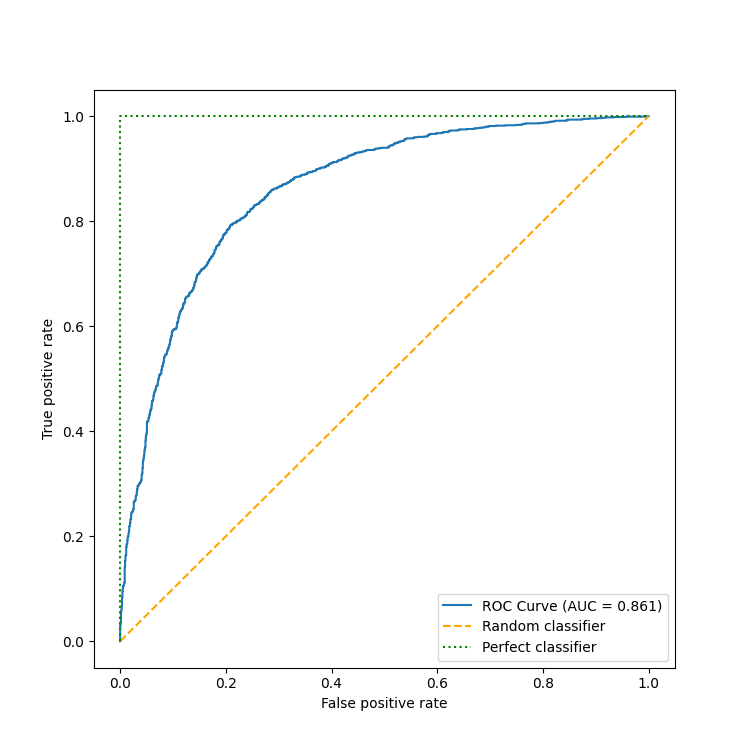 1.0
0.8
0.6
0.4
0.2
0.0
True positive rate
0.0 0.2 0.4 0.6 0.8 1.0
False positive rate
ROC Curve (AUC = 0.861)
Random classifier
Perfect classifier